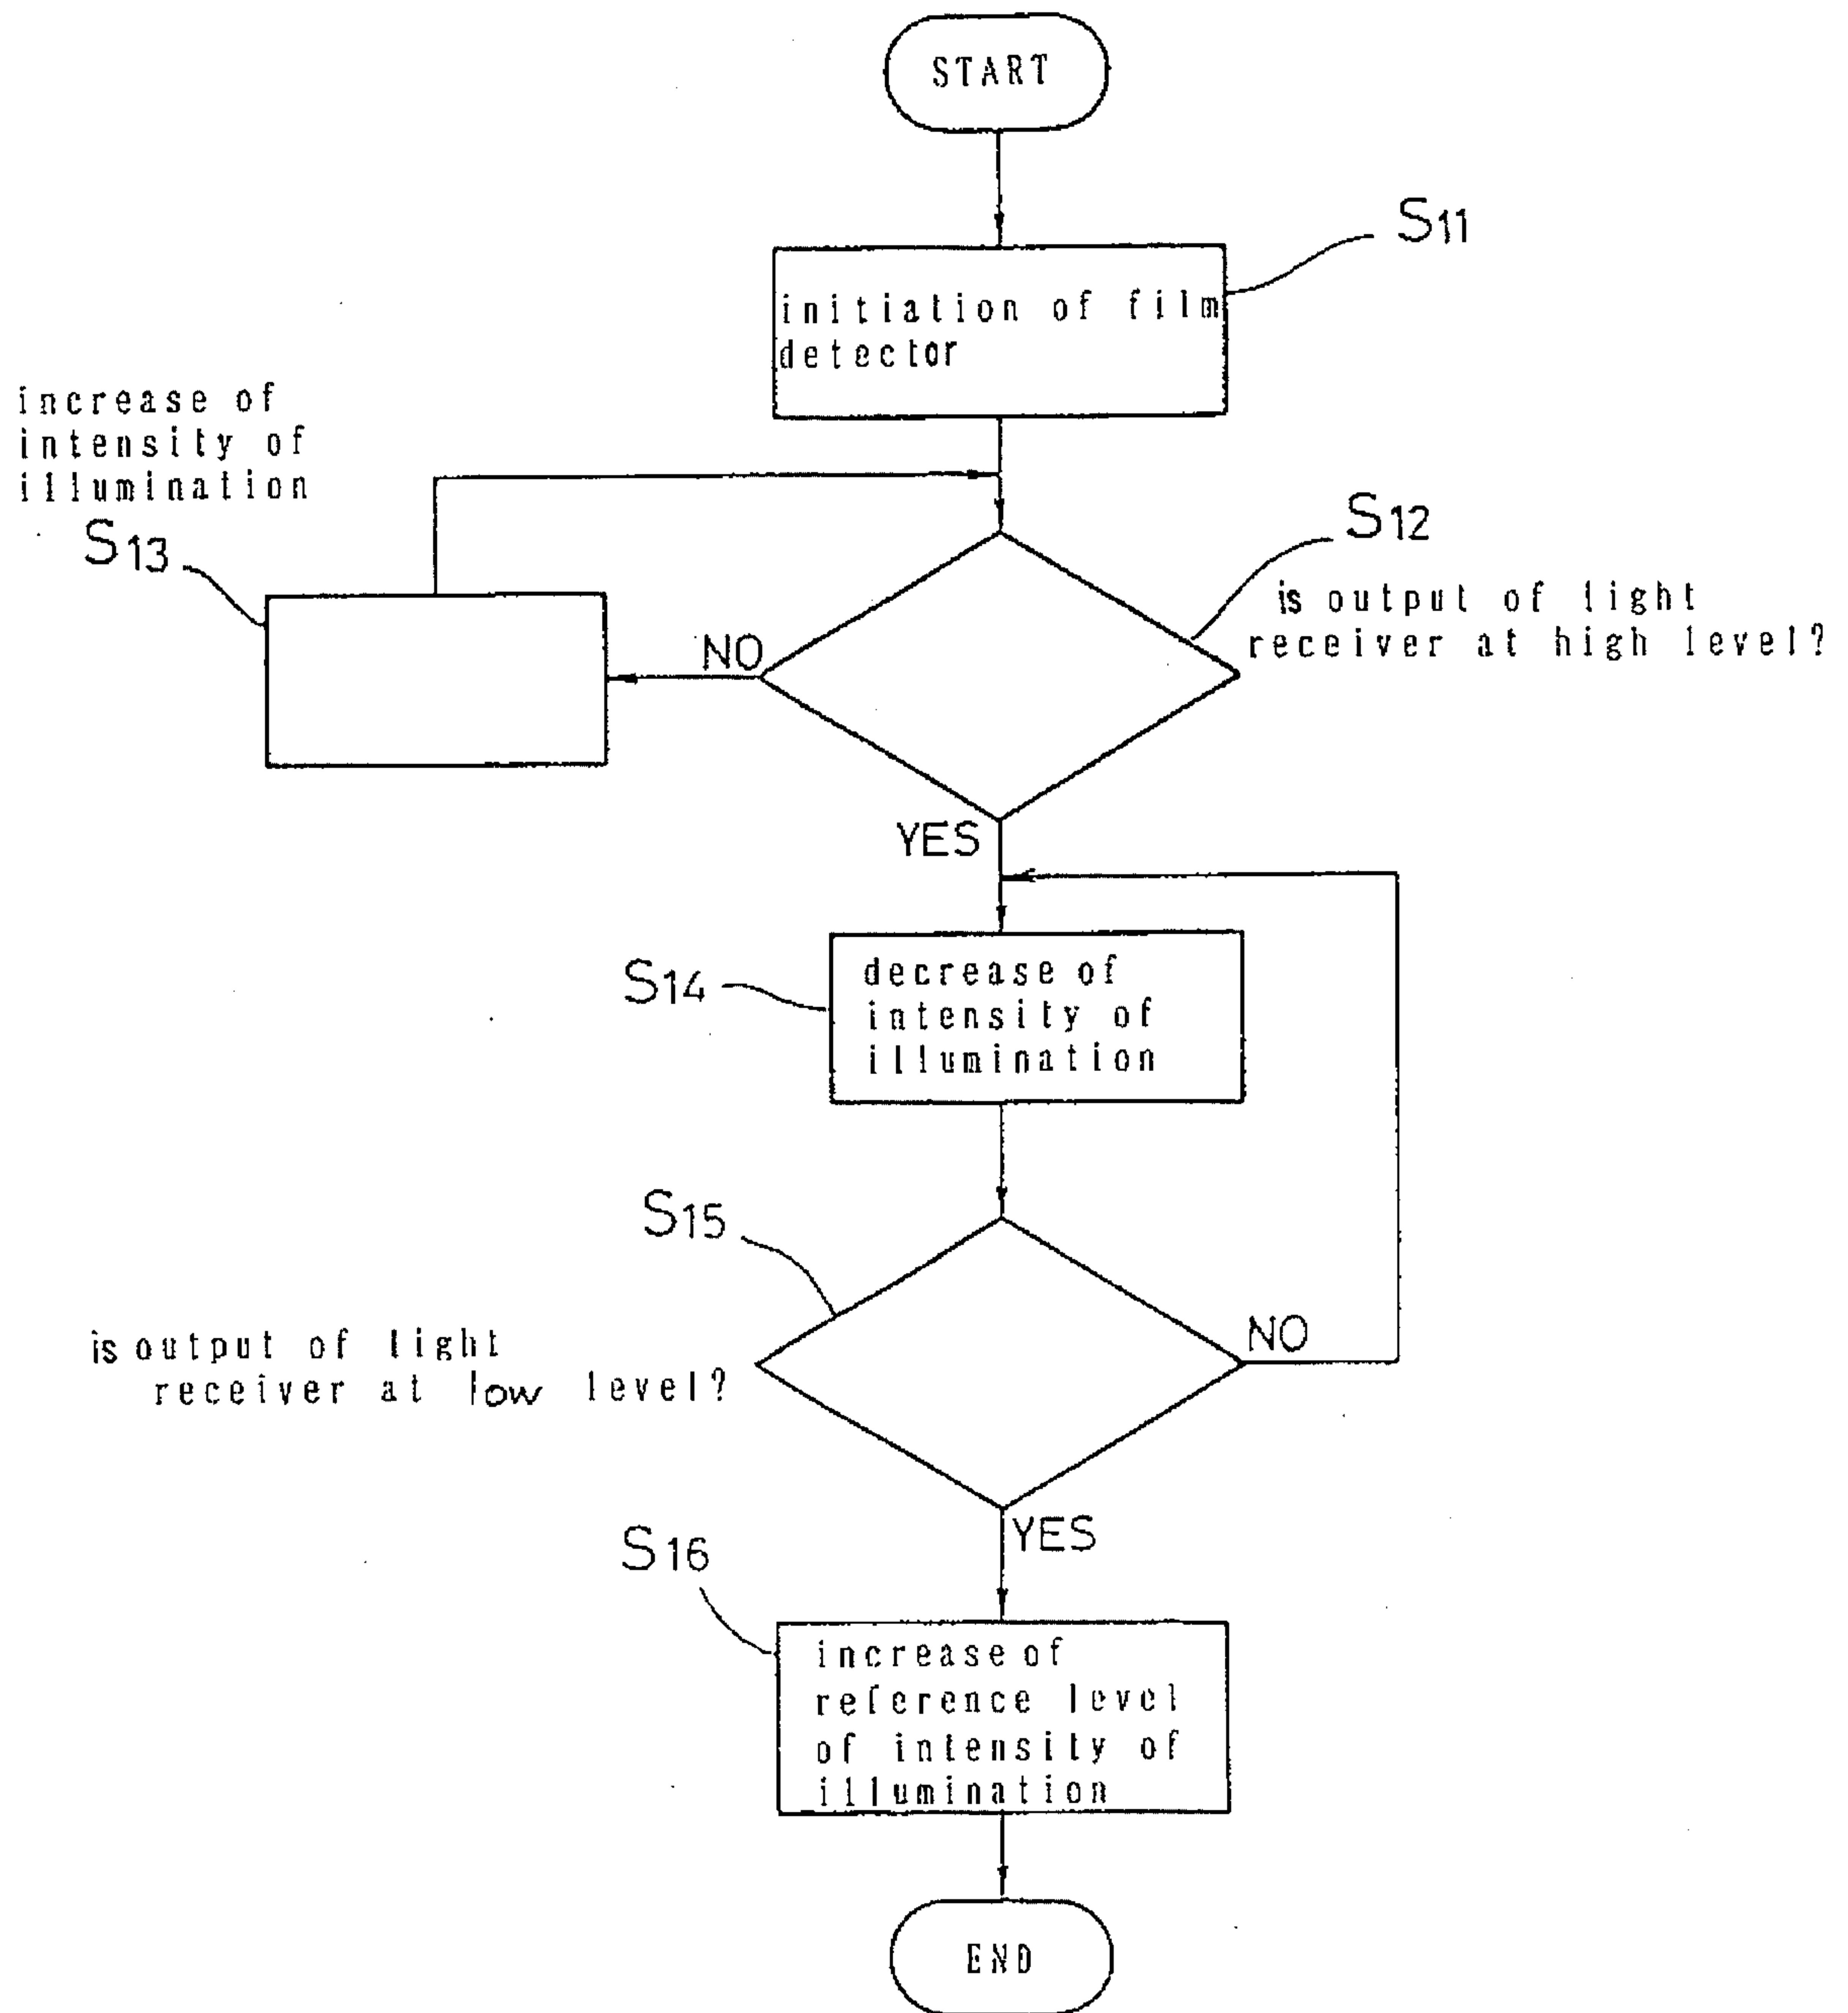 START
S11
initiation of film
detector
increase of
intensity of
illumination
S13
S12
is output of light
receiver at high level?
NO
YES
S14
decrease of
intensity of
illumination
S15
is output of light
receiver at low level?
NO
YES
S16
increase of
reference level
of intensity of
illumination
END